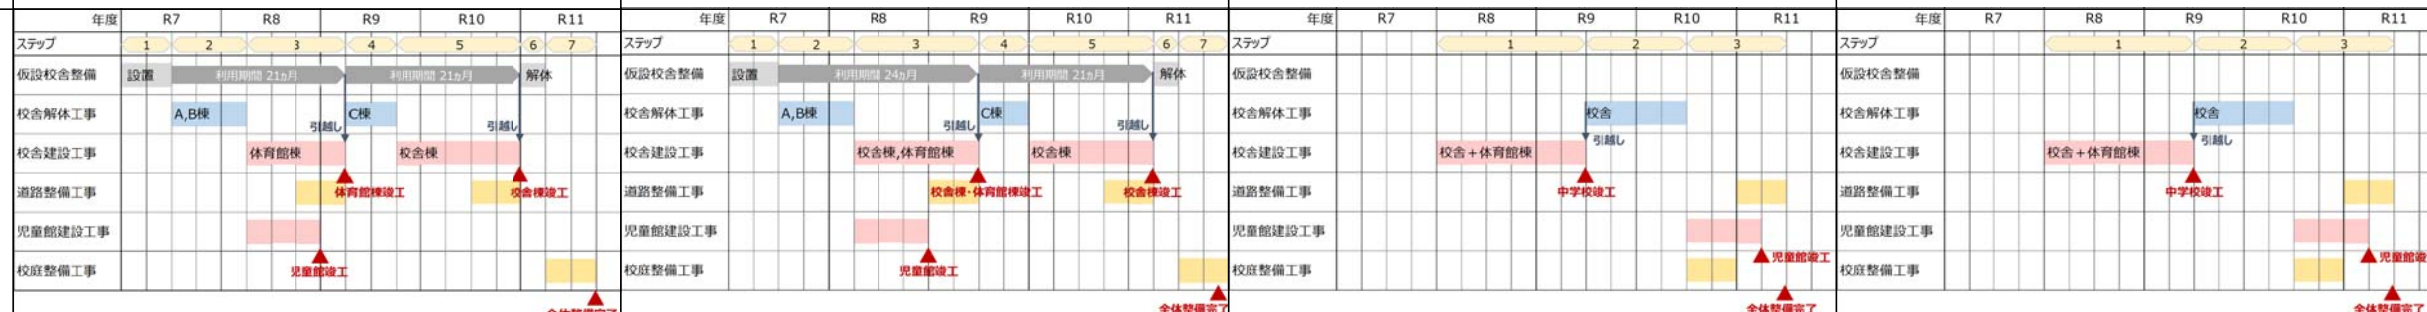 年度 R7 R8 R9 R10 R11
ステップ 1 2 3 4 5 6 7
仮設校舎整備 設置 利用期間 21ヵ月 利用期間 21ヵ月 解体
校舎解体工事 A,B棟 C棟
引越し 引越し
校舎建設工事 体育館棟 校舎棟
道路整備工事 体育館棟竣工 校舎棟竣工
児童館建設工事
校庭整備工事 児童館竣工
全体整備完了
年度 R7 R8 R9 R10 R11
ステップ 1 2 3 4 5 6 7
仮設校舎整備 設置 利用期間 24ヵ月 利用期間 21ヵ月 解体
校舎解体工事 A,B棟 C棟
引越し 引越し
校舎建設工事 校舎棟,体育館棟 校舎棟
道路整備工事 校舎棟・体育館棟竣工 校舎棟竣工
児童館建設工事
校庭整備工事 児童館竣工
全体整備完了
年度 R7 R8 R9 R10 R11
ステップ 1 2 3
仮設校舎整備
校舎解体工事 校舎
引越し
校舎建設工事 校舎+体育館棟
道路整備工事 中学校竣工
児童館建設工事
児童館竣工
校庭整備工事
全体整備完了
年度 R7 R8 R9 R10 R11
ステップ 1 2 3
仮設校舎整備
校舎解体工事 校舎
引越し
校舎建設工事 校舎+体育館棟
道路整備工事 中学校竣工
児童館建設工事
児童館竣
校庭整備工事
全体整備完了